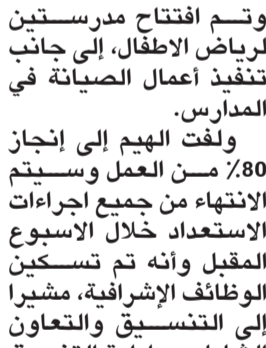 وتم افتتاح مدرستين
لرياض الاطفال، إلى جانب
تنفيذ أعمال الصيانة في
المدارس.
ولفت الهيم إلى إنجاز
80٪ من العمل وسيتم
الانتهاء من جميع اجراءات
الاستعداد خلال الاسبوع
المقبل وأنه تم تسكين
الوظائف الإشرافية، مشيرا
إلى التنسيق والتعاون